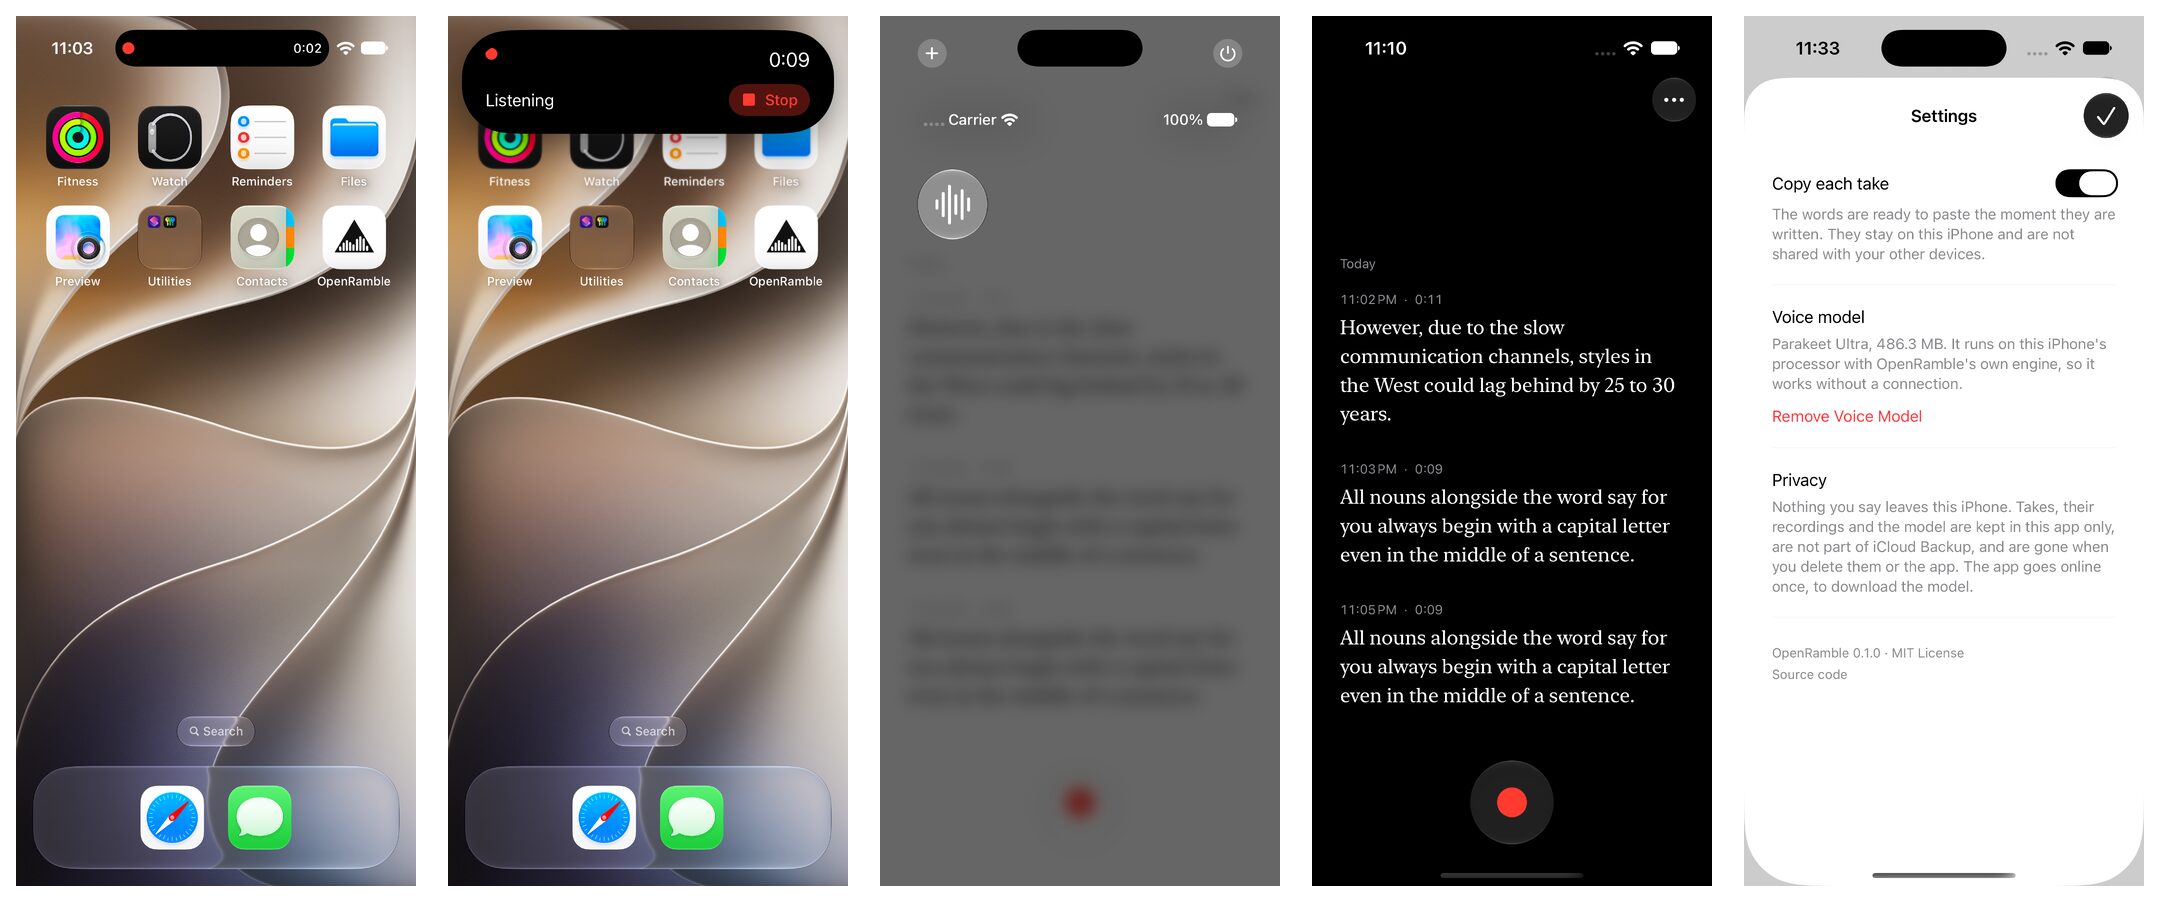 11:03
0:02
Fitness
Watch
Reminders
Files
Preview
Utilities
Contacts
OpenRamble
Search
0:09
Listening
Stop
Fitness
Watch
Reminders
Files
Preview
Utilities
Contacts
OpenRamble
Search
Carrier
100%
11:10
Today
11:02 PM · 0:11
However, due to the slow
communication channels, styles in
the West could lag behind by 25 to 30
years.
11:03 PM · 0:09
All nouns alongside the word say for
you always begin with a capital letter
even in the middle of a sentence.
11:05 PM · 0:09
All nouns alongside the word say for
you always begin with a capital letter
even in the middle of a sentence.
11:33
Settings
Copy each take
The words are ready to paste the moment they are
written. They stay on this iPhone and are not
shared with your other devices.
Voice model
Parakeet Ultra, 486.3 MB. It runs on this iPhone's
processor with OpenRamble's own engine, so it
works without a connection.
Remove Voice Model
Privacy
Nothing you say leaves this iPhone. Takes, their
recordings and the model are kept in this app only,
are not part of iCloud Backup, and are gone when
you delete them or the app. The app goes online
once, to download the model.
OpenRamble 0.1.0 · MIT License
Source code